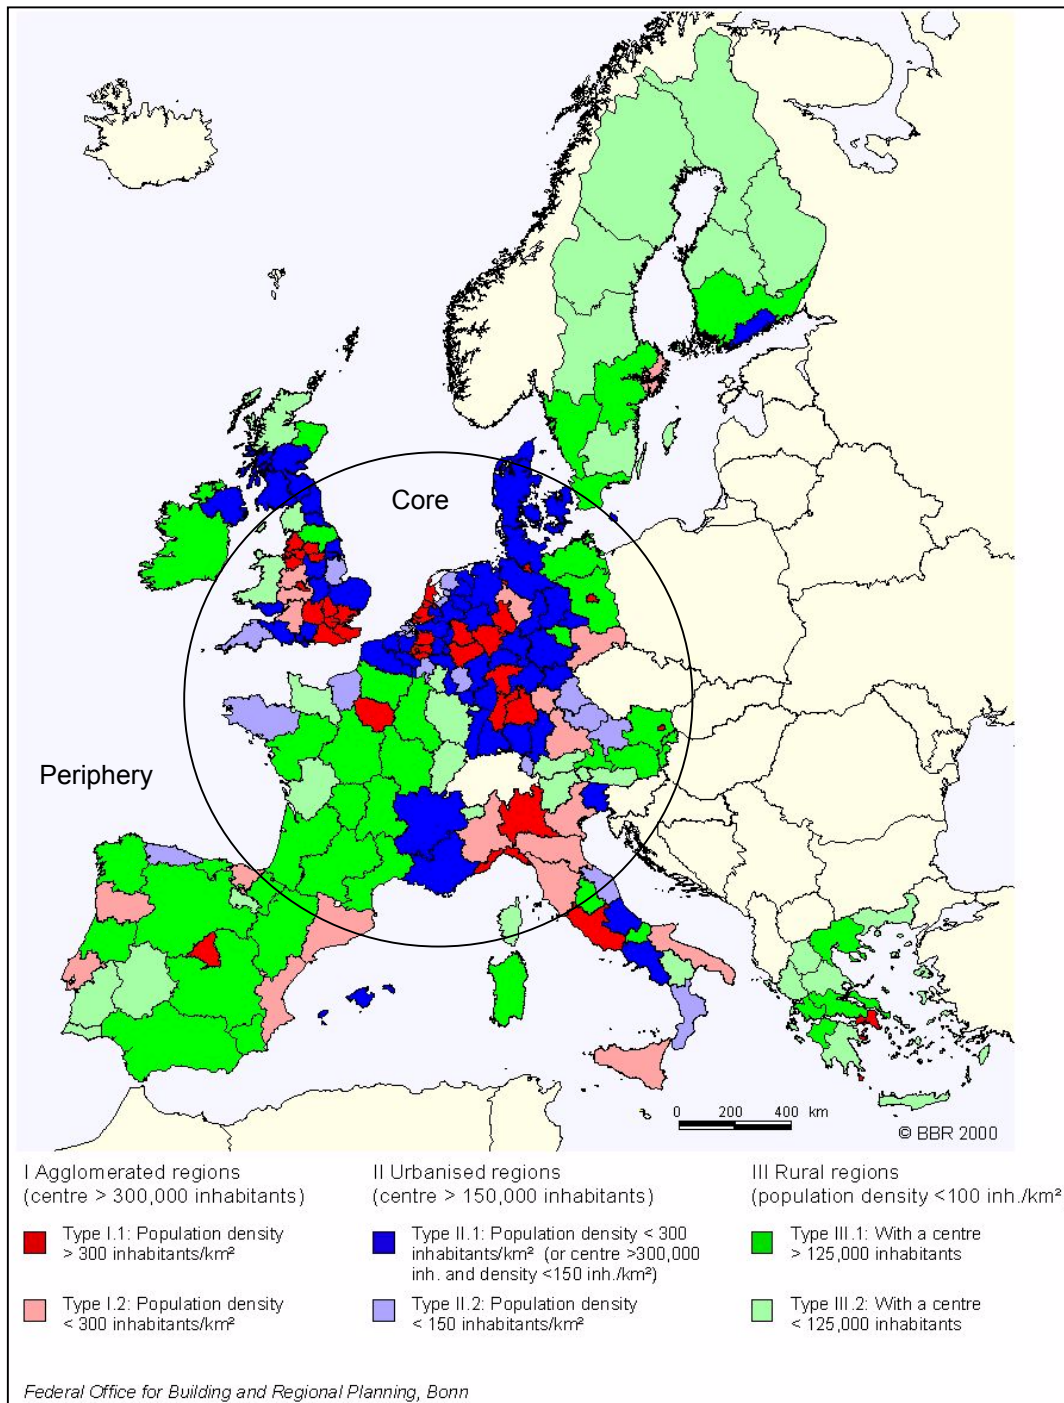 Core
Periphery
0 200 400 km
© BBR 2000
I Agglomerated regions
(centre > 300,000 inhabitants)
Type I.1: Population density
> 300 inhabitants/km²
Type I.2: Population density
< 300 inhabitants/km²
II Urbanised regions
(centre > 150,000 inhabitants)
Type II.1: Population density < 300
inhabitants/km² (or centre >300,000
inh. and density <150 inh./km²)
Type II.2: Population density
< 150 inhabitants/km²
III Rural regions
(population density <100 inh./km²
Type III.1: With a centre
> 125,000 inhabitants
Type III.2: With a centre
< 125,000 inhabitants
Federal Office for Building and Regional Planning, Bonn